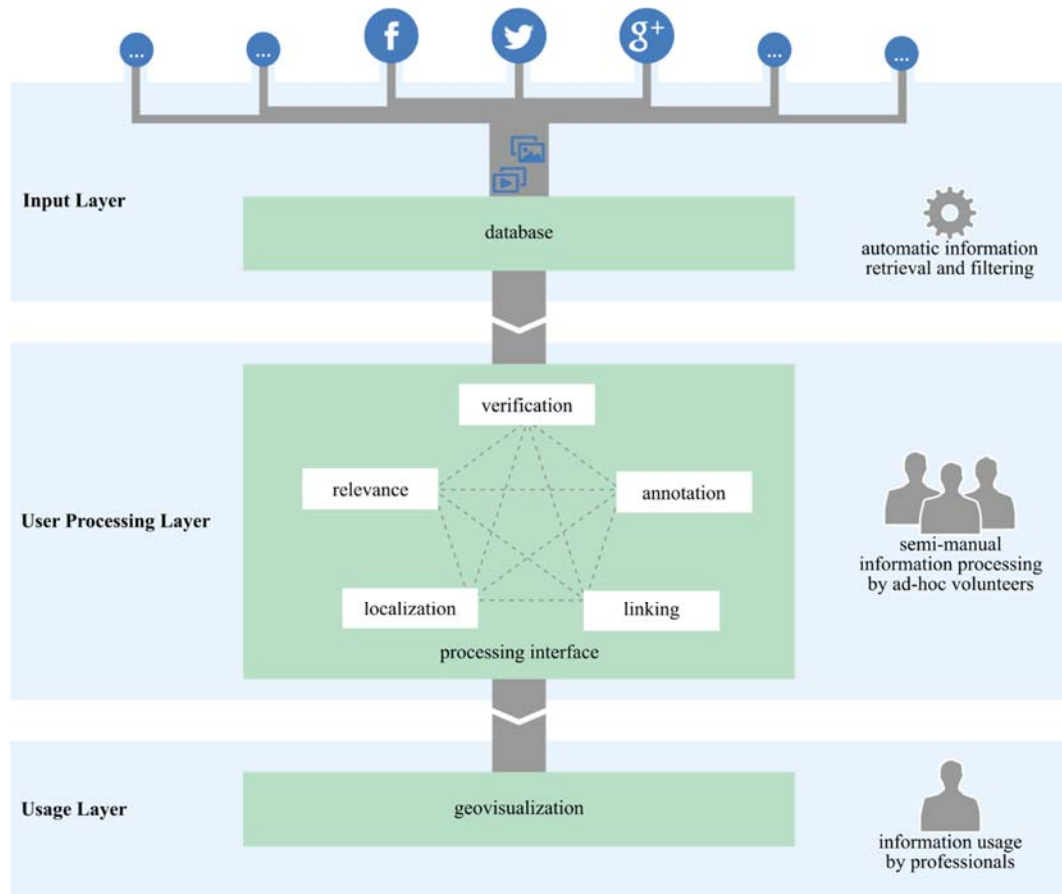 ...
...
f
g+
...
...
Input Layer
database
automatic information
retrieval and filtering
verification
relevance
annotation
User Processing Layer
semi-manual
information processing
by ad-hoc volunteers
localization
linking
processing interface
Usage Layer
geovisualization
information usage
by professionals